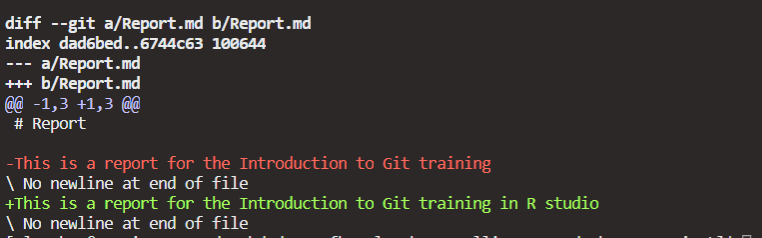 diff --git a/Report.md b/Report.md
index dad6bed..6744c63 100644
--- a/Report.md
+++ b/Report.md
@@ -1,3 +1,3 @@
 # Report

-This is a report for the Introduction to Git training
\ No newline at end of file
+This is a report for the Introduction to Git training in R studio
\ No newline at end of file